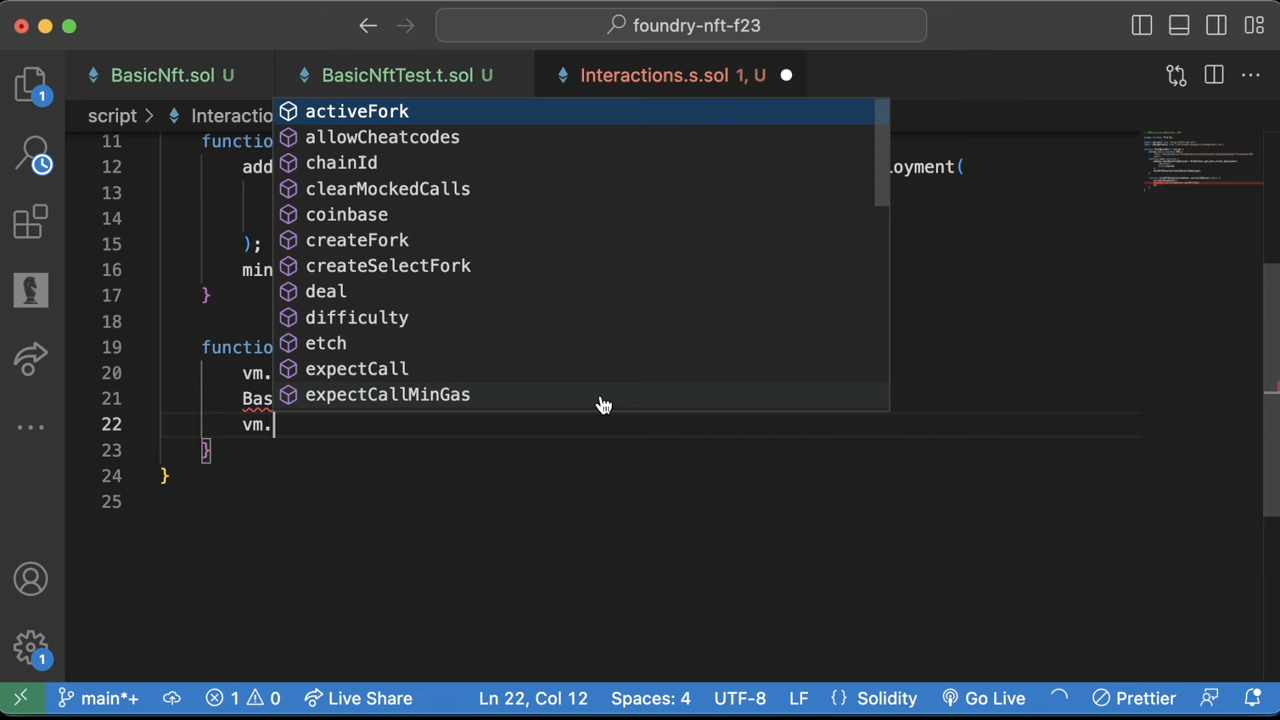 foundry-nft-f23
BasicNft.sol U
BasicNftTest.t.sol U
Interactions.s.sol 1, U
1
script > Interactio
activeFork
allowCheatcodes
chainId
clearMockedCalls
coinbase
createFork
createSelectFork
deal
difficulty
etch
expectCall
expectCallMinGas
11 functio
12 add loyment(
13
14
15 );
16 min
17 }
18
19 functio
20 vm.
21 Bas
22 vm.
23 }
24 }
25
1
main*+ 1 0 Live Share Ln 22, Col 12 Spaces: 4 UTF-8 LF {} Solidity Go Live Prettier